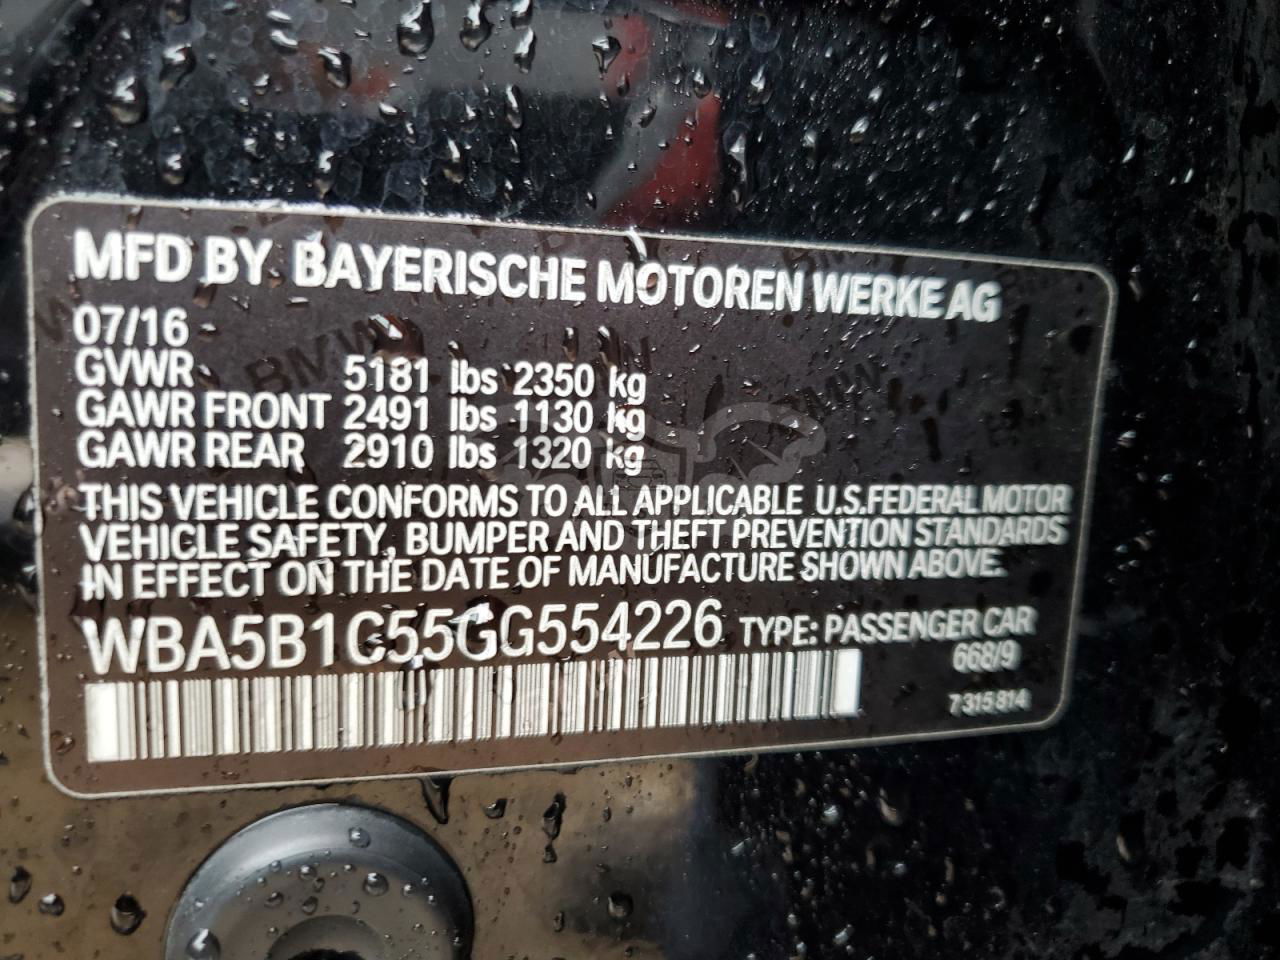 MFD BY BAYERISCHE MOTOREN WERKE AG
07/16
GVWR 5181 lbs 2350 kg
GAWR FRONT 2491 lbs 1130 kg
GAWR REAR 2910 lbs 1320 kg
THIS VEHICLE CONFORMS TO ALL APPLICABLE U.S.FEDERAL MOTOR
VEHICLE SAFETY, BUMPER AND THEFT PREVENTION STANDARDS
IN EFFECT ON THE DATE OF MANUFACTURE SHOWN ABOVE.
WBA5B1C55GG554226 TYPE: PASSENGER CAR
668/9
7 315 814